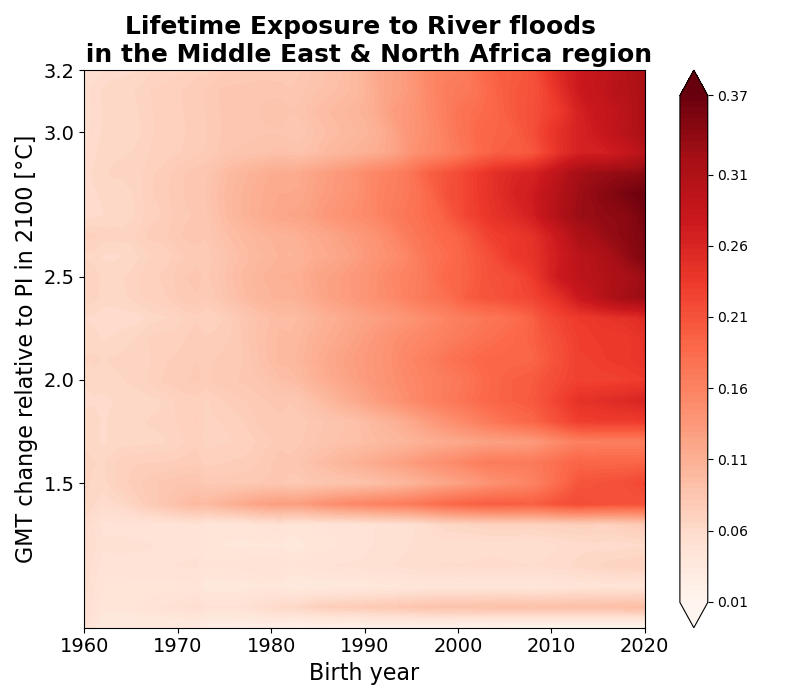 Lifetime Exposure to River floods
in the Middle East & North Africa region
GMT change relative to PI in 2100 [°C]
3.2
3.0
2.5
2.0
1.5
1960 1970 1980 1990 2000 2010 2020
Birth year
0.37
0.31
0.26
0.21
0.16
0.11
0.06
0.01